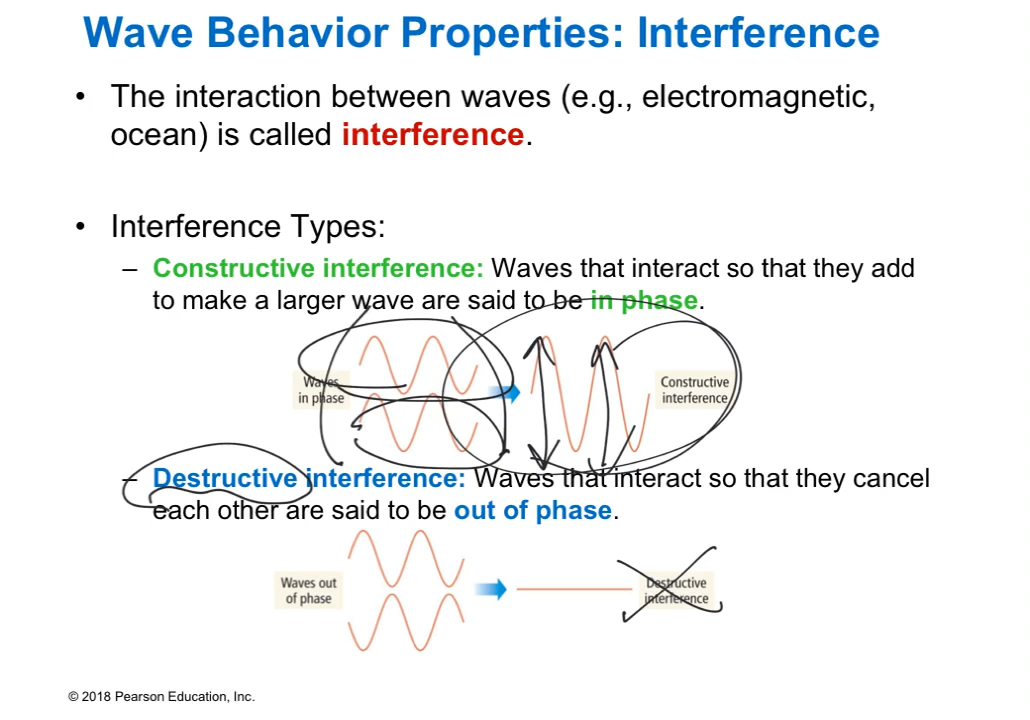 Wave Behavior Properties: Interference
• The interaction between waves (e.g., electromagnetic,
ocean) is called interference.
• Interference Types:
– Constructive interference: Waves that interact so that they add
to make a larger wave are said to be in phase.
Waves
in phase
Constructive
interference
– Destructive interference: Waves that interact so that they cancel
each other are said to be out of phase.
Waves out
of phase
Destructive
interference
© 2018 Pearson Education, Inc.